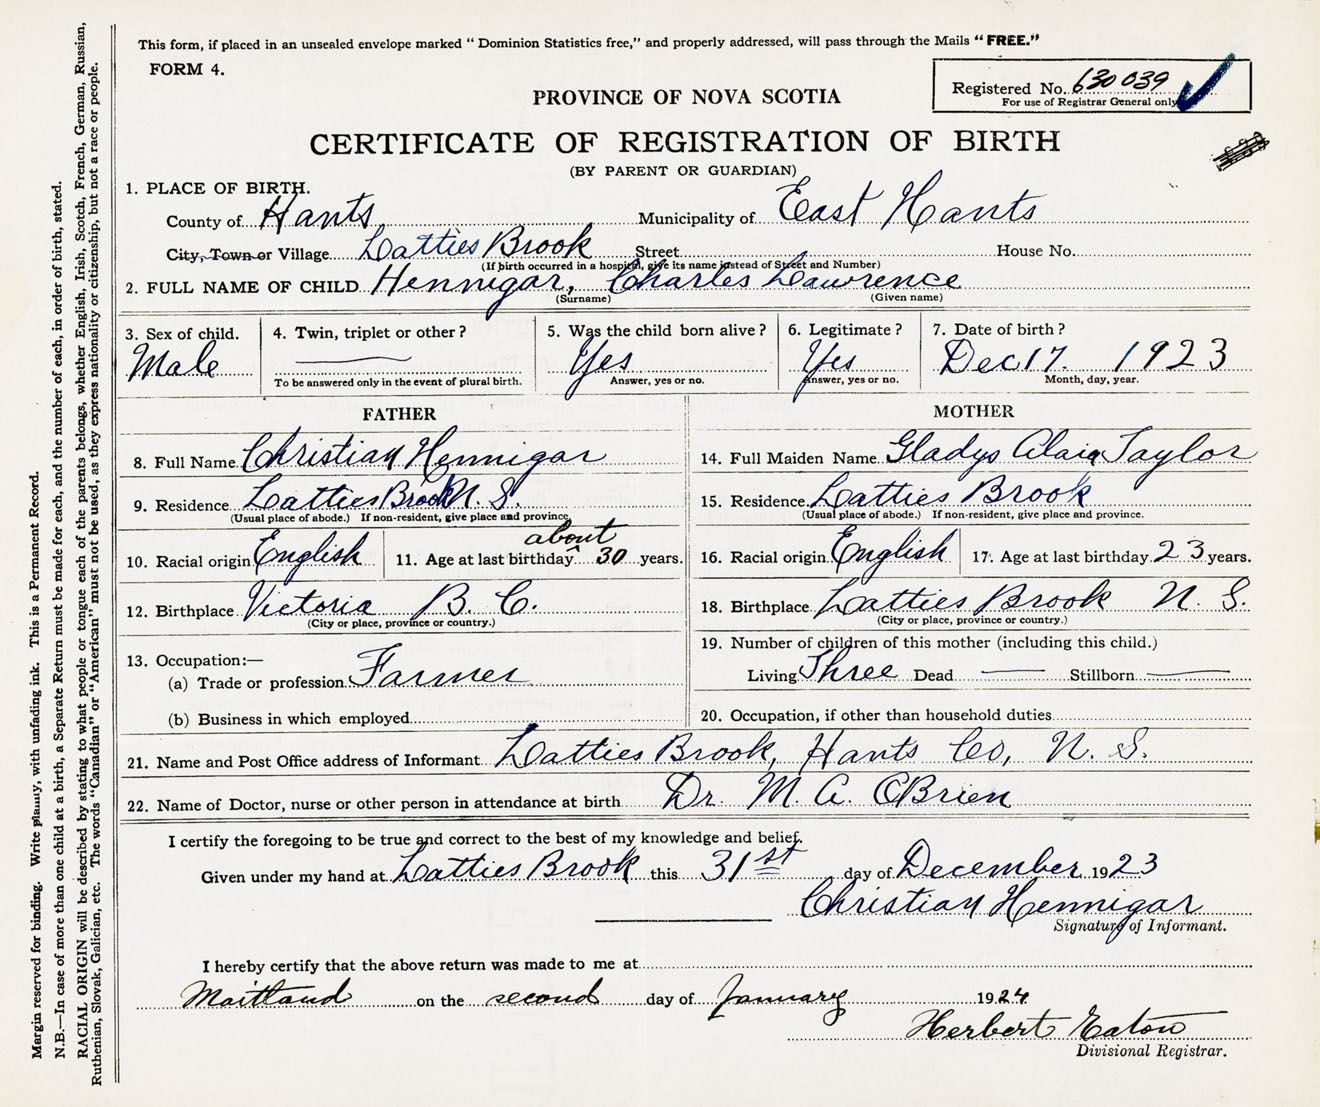 This form, if placed in an unsealed envelope marked “ Dominion Statistics free,” and properly addressed, will pass through the Mails “ FREE.”
FORM 4.
Registered No. 630 039
For use of Registrar General only
PROVINCE OF NOVA SCOTIA
CERTIFICATE OF REGISTRATION OF BIRTH
(BY PARENT OR GUARDIAN)
1. PLACE OF BIRTH.
County of Hants Municipality of East Hants
City, Town or Village Latties Brook Street House No.
(If birth occurred in a hospital, give its name instead of Street and Number)
2. FULL NAME OF CHILD Hennigar, Charles Lawrence
(Surname) (Given name)
3. Sex of child. Male
4. Twin, triplet or other ?
To be answered only in the event of plural birth.
5. Was the child born alive ? Yes
Answer, yes or no.
6. Legitimate ? Yes
Answer, yes or no.
7. Date of birth ? Dec 17. 1923
Month, day, year.
FATHER
8. Full Name Christian Hennigar
9. Residence Latties Brook N. S.
(Usual place of abode.) If non-resident, give place and province.
10. Racial origin English
11. Age at last birthday about 30 years.
12. Birthplace Victoria B. C.
(City or place, province or country.)
13. Occupation:—
(a) Trade or profession Farmer
(b) Business in which employed
MOTHER
14. Full Maiden Name Gladys Taylor
15. Residence Latties Brook
(Usual place of abode.) If non-resident, give place and province.
16. Racial origin English
17. Age at last birthday 23 years.
18. Birthplace Latties Brook N. S.
(City or place, province or country.)
19. Number of children of this mother (including this child.)
Living Three Dead — Stillborn —
20. Occupation, if other than household duties
21. Name and Post Office address of Informant Latties Brook, Hants Co, N. S.
22. Name of Doctor, nurse or other person in attendance at birth Dr. M. A. O'Brien
I certify the foregoing to be true and correct to the best of my knowledge and belief.
Given under my hand at Latties Brook this 31st day of December 1923
Christian Hennigar
Signature of Informant.
I hereby certify that the above return was made to me at
Maitland on the second day of January 1924
Herbert Eaton
Divisional Registrar.
Margin reserved for binding. Write plainly, with unfading ink. This is a Permanent Record.
N.B.—In case of more than one child at a birth, a Separate Return must be made for each, and the number of each, in order of birth, stated.
RACIAL ORIGIN will be described by stating to what people or tongue each of the parents belongs, whether English, Irish, Scotch, French, German, Russian,
Ruthenian, Slovak, Galician, etc. The words “Canadian” or “American” must not be used, as they express nationality or citizenship, but not a race or people.